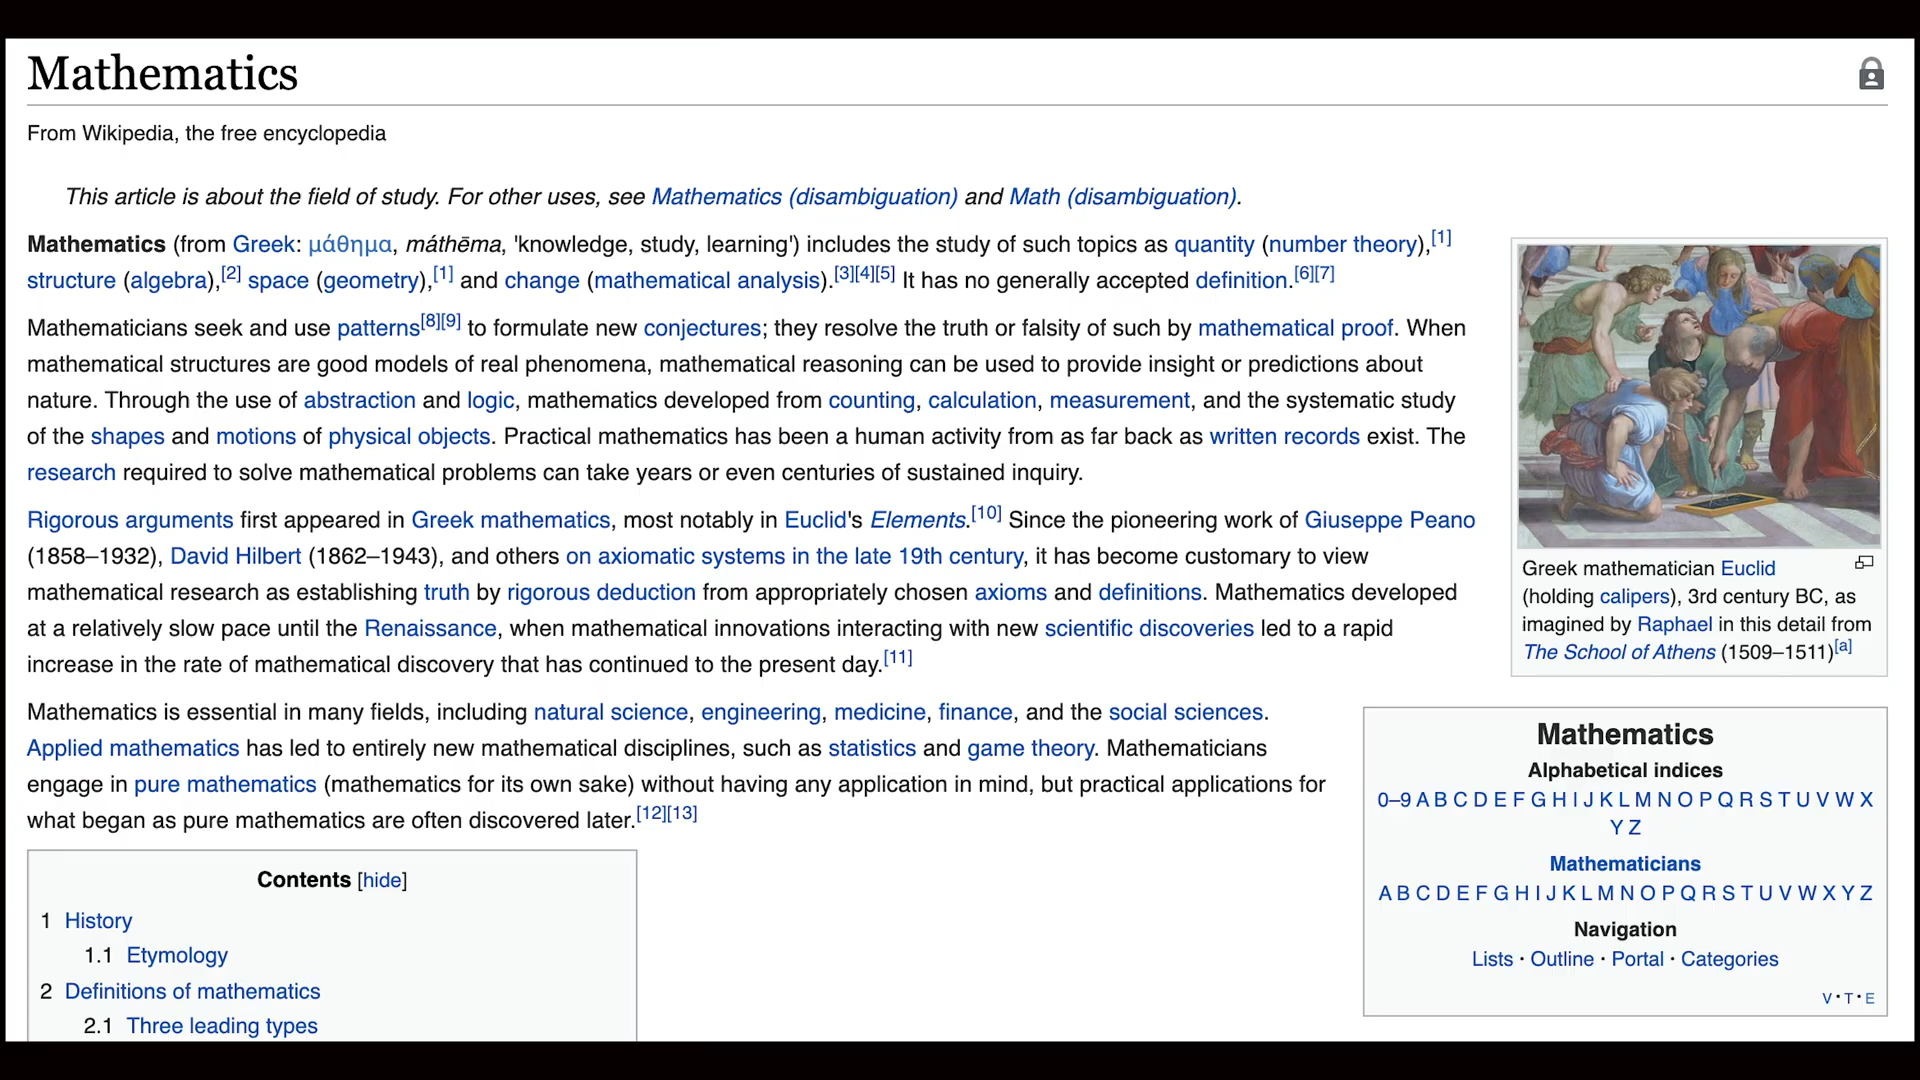 Mathematics
From Wikipedia, the free encyclopedia
This article is about the field of study. For other uses, see Mathematics (disambiguation) and Math (disambiguation).
Mathematics (from Greek: μάθημα, máthēma, 'knowledge, study, learning') includes the study of such topics as quantity (number theory),[1]
structure (algebra),[2] space (geometry),[1] and change (mathematical analysis).[3][4][5] It has no generally accepted definition.[6][7]
Mathematicians seek and use patterns[8][9] to formulate new conjectures; they resolve the truth or falsity of such by mathematical proof. When
mathematical structures are good models of real phenomena, mathematical reasoning can be used to provide insight or predictions about
nature. Through the use of abstraction and logic, mathematics developed from counting, calculation, measurement, and the systematic study
of the shapes and motions of physical objects. Practical mathematics has been a human activity from as far back as written records exist. The
research required to solve mathematical problems can take years or even centuries of sustained inquiry.
Rigorous arguments first appeared in Greek mathematics, most notably in Euclid's Elements.[10] Since the pioneering work of Giuseppe Peano
(1858–1932), David Hilbert (1862–1943), and others on axiomatic systems in the late 19th century, it has become customary to view
mathematical research as establishing truth by rigorous deduction from appropriately chosen axioms and definitions. Mathematics developed
at a relatively slow pace until the Renaissance, when mathematical innovations interacting with new scientific discoveries led to a rapid
increase in the rate of mathematical discovery that has continued to the present day.[11]
Mathematics is essential in many fields, including natural science, engineering, medicine, finance, and the social sciences.
Applied mathematics has led to entirely new mathematical disciplines, such as statistics and game theory. Mathematicians
engage in pure mathematics (mathematics for its own sake) without having any application in mind, but practical applications for
what began as pure mathematics are often discovered later.[12][13]
Contents [hide]
1 History
1.1 Etymology
2 Definitions of mathematics
2.1 Three leading types
Greek mathematician Euclid
(holding calipers), 3rd century BC, as
imagined by Raphael in this detail from
The School of Athens (1509–1511)[a]
Mathematics
Alphabetical indices
0–9 A B C D E F G H I J K L M N O P Q R S T U V W X
Y Z
Mathematicians
A B C D E F G H I J K L M N O P Q R S T U V W X Y Z
Navigation
Lists · Outline · Portal · Categories
V · T · E